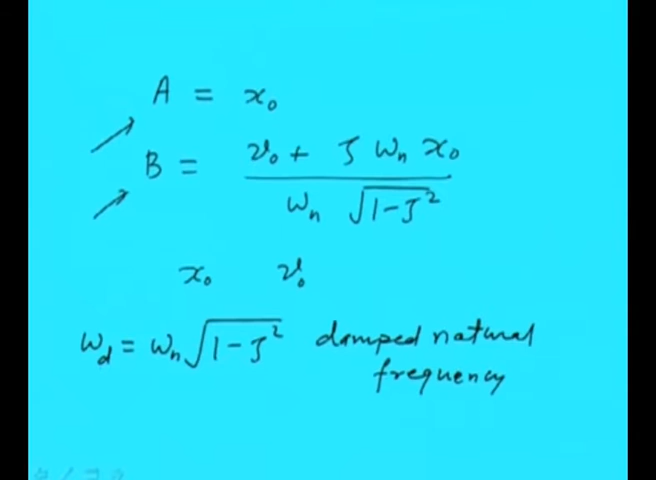 A = x₀
B = (v₀ + ζ ωₙ x₀) / (ωₙ √(1-ζ²))
x₀ v₀
ω_d = ωₙ √(1-ζ²) damped natural
frequency